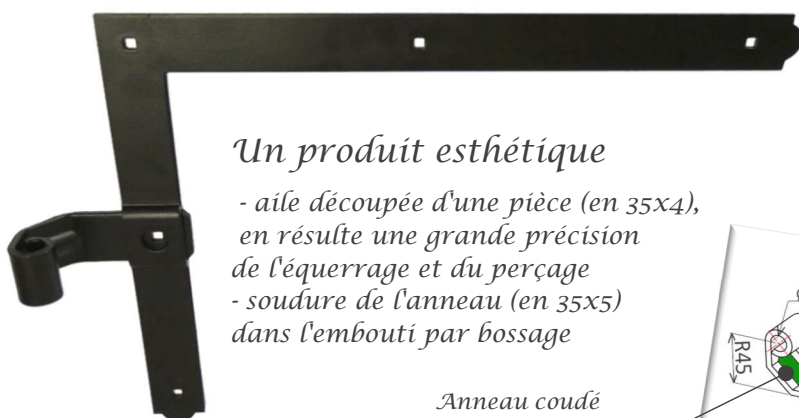 Un produit esthétique
- aile découpée d'une pièce (en 35x4),
en résulte une grande précision
de l'équerrage et du perçage
- soudure de l'anneau (en 35x5)
dans l'embouti par bossage
R45
Anneau coudé